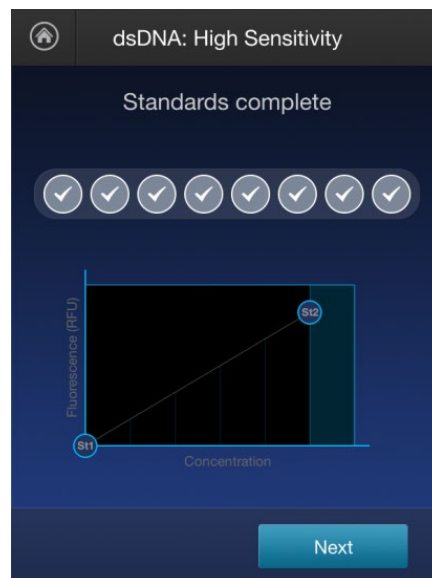 dsDNA: High Sensitivity
Standards complete
Fluorescence (RFU)
St2
St1
Concentration
Next